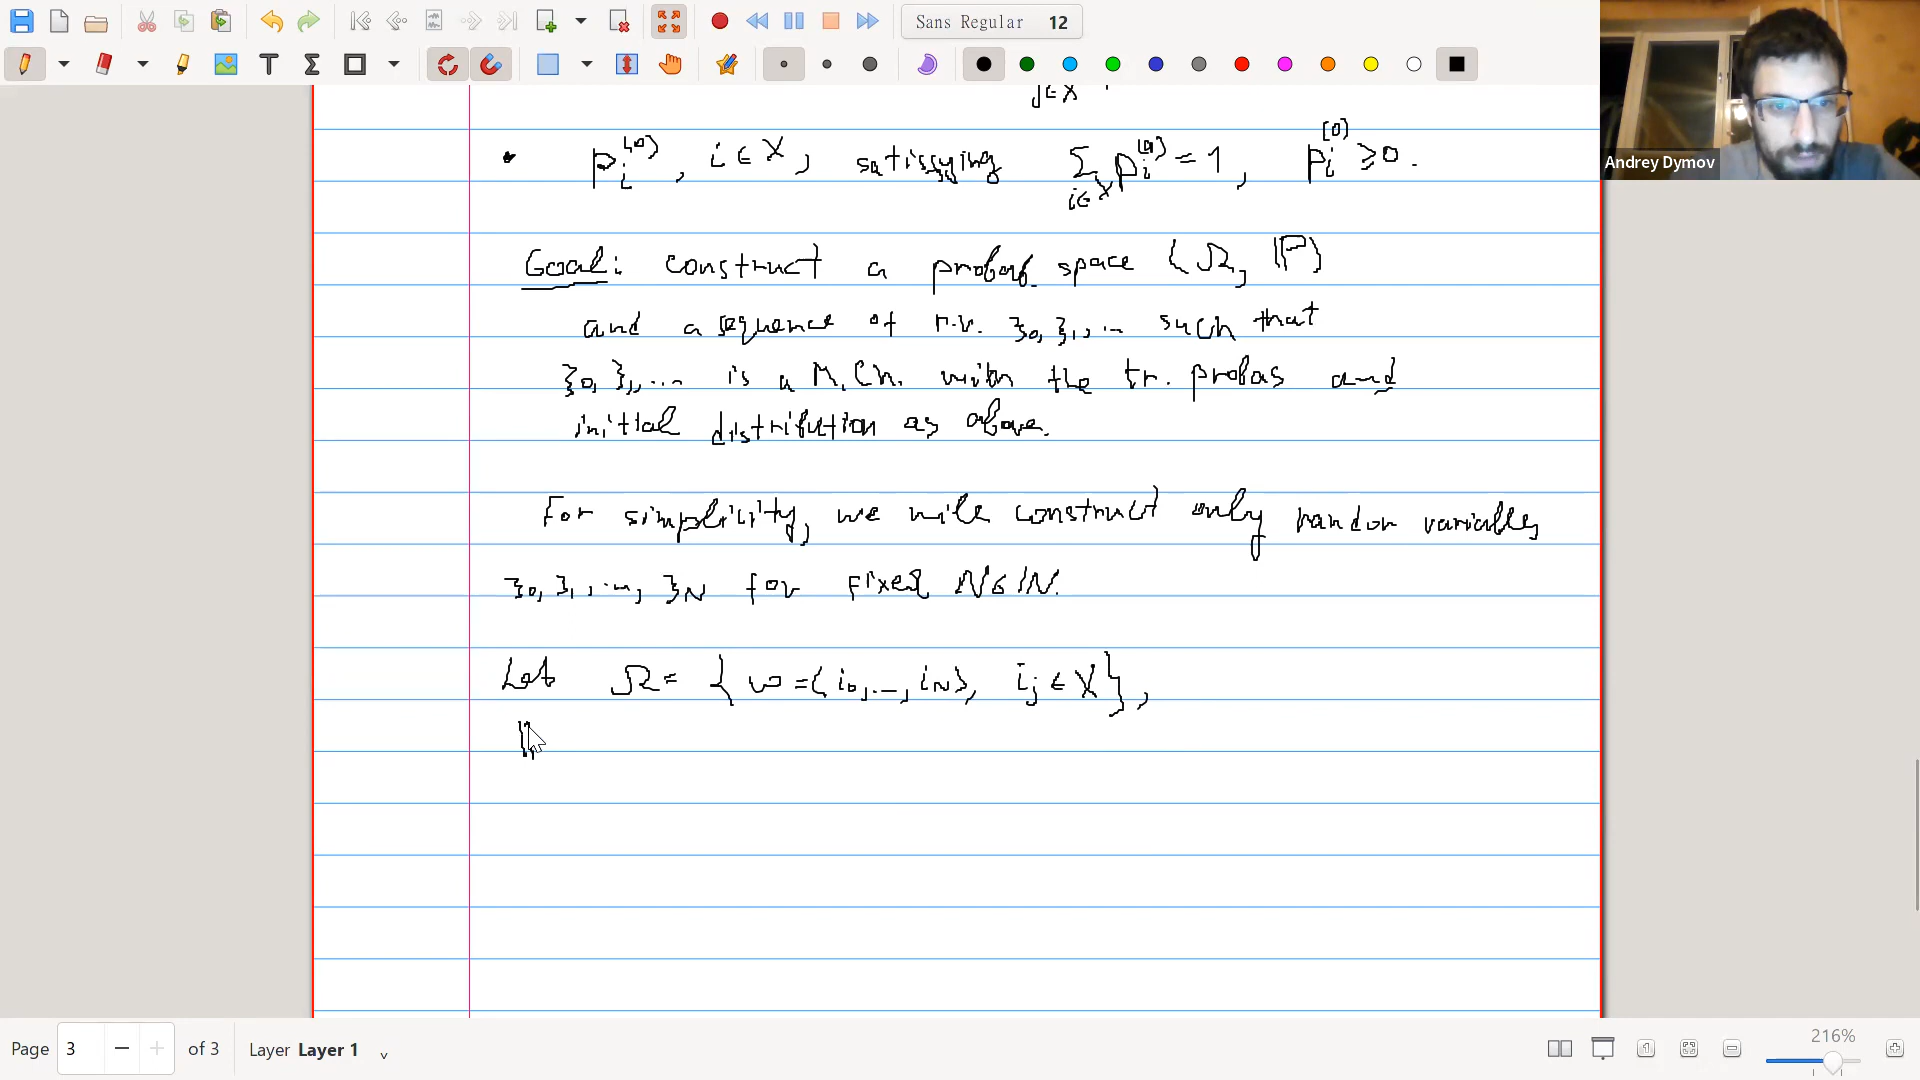 Sans Regular 12
Andrey Dymov
j∈X
• p_i^(0), i ∈ X, satisfying Σ_{i∈X} p_i^(0) = 1, p_i^(0) ≥ 0.
Goal: construct a probab. space (Ω, ℙ)
and a sequence of r.v. ξ0, ξ1, ... such that
ξ0, ξ1, ... is a M.Ch. with the tr. probas and
initial distribution as above.
For simplicity, we will construct only random variables
ξ0, ξ1, ..., ξN for fixed N ∈ ℕ.
Let Ω = { ω = (i0, ..., iN), ij ∈ X },
Page 3 of 3 Layer Layer 1 216%